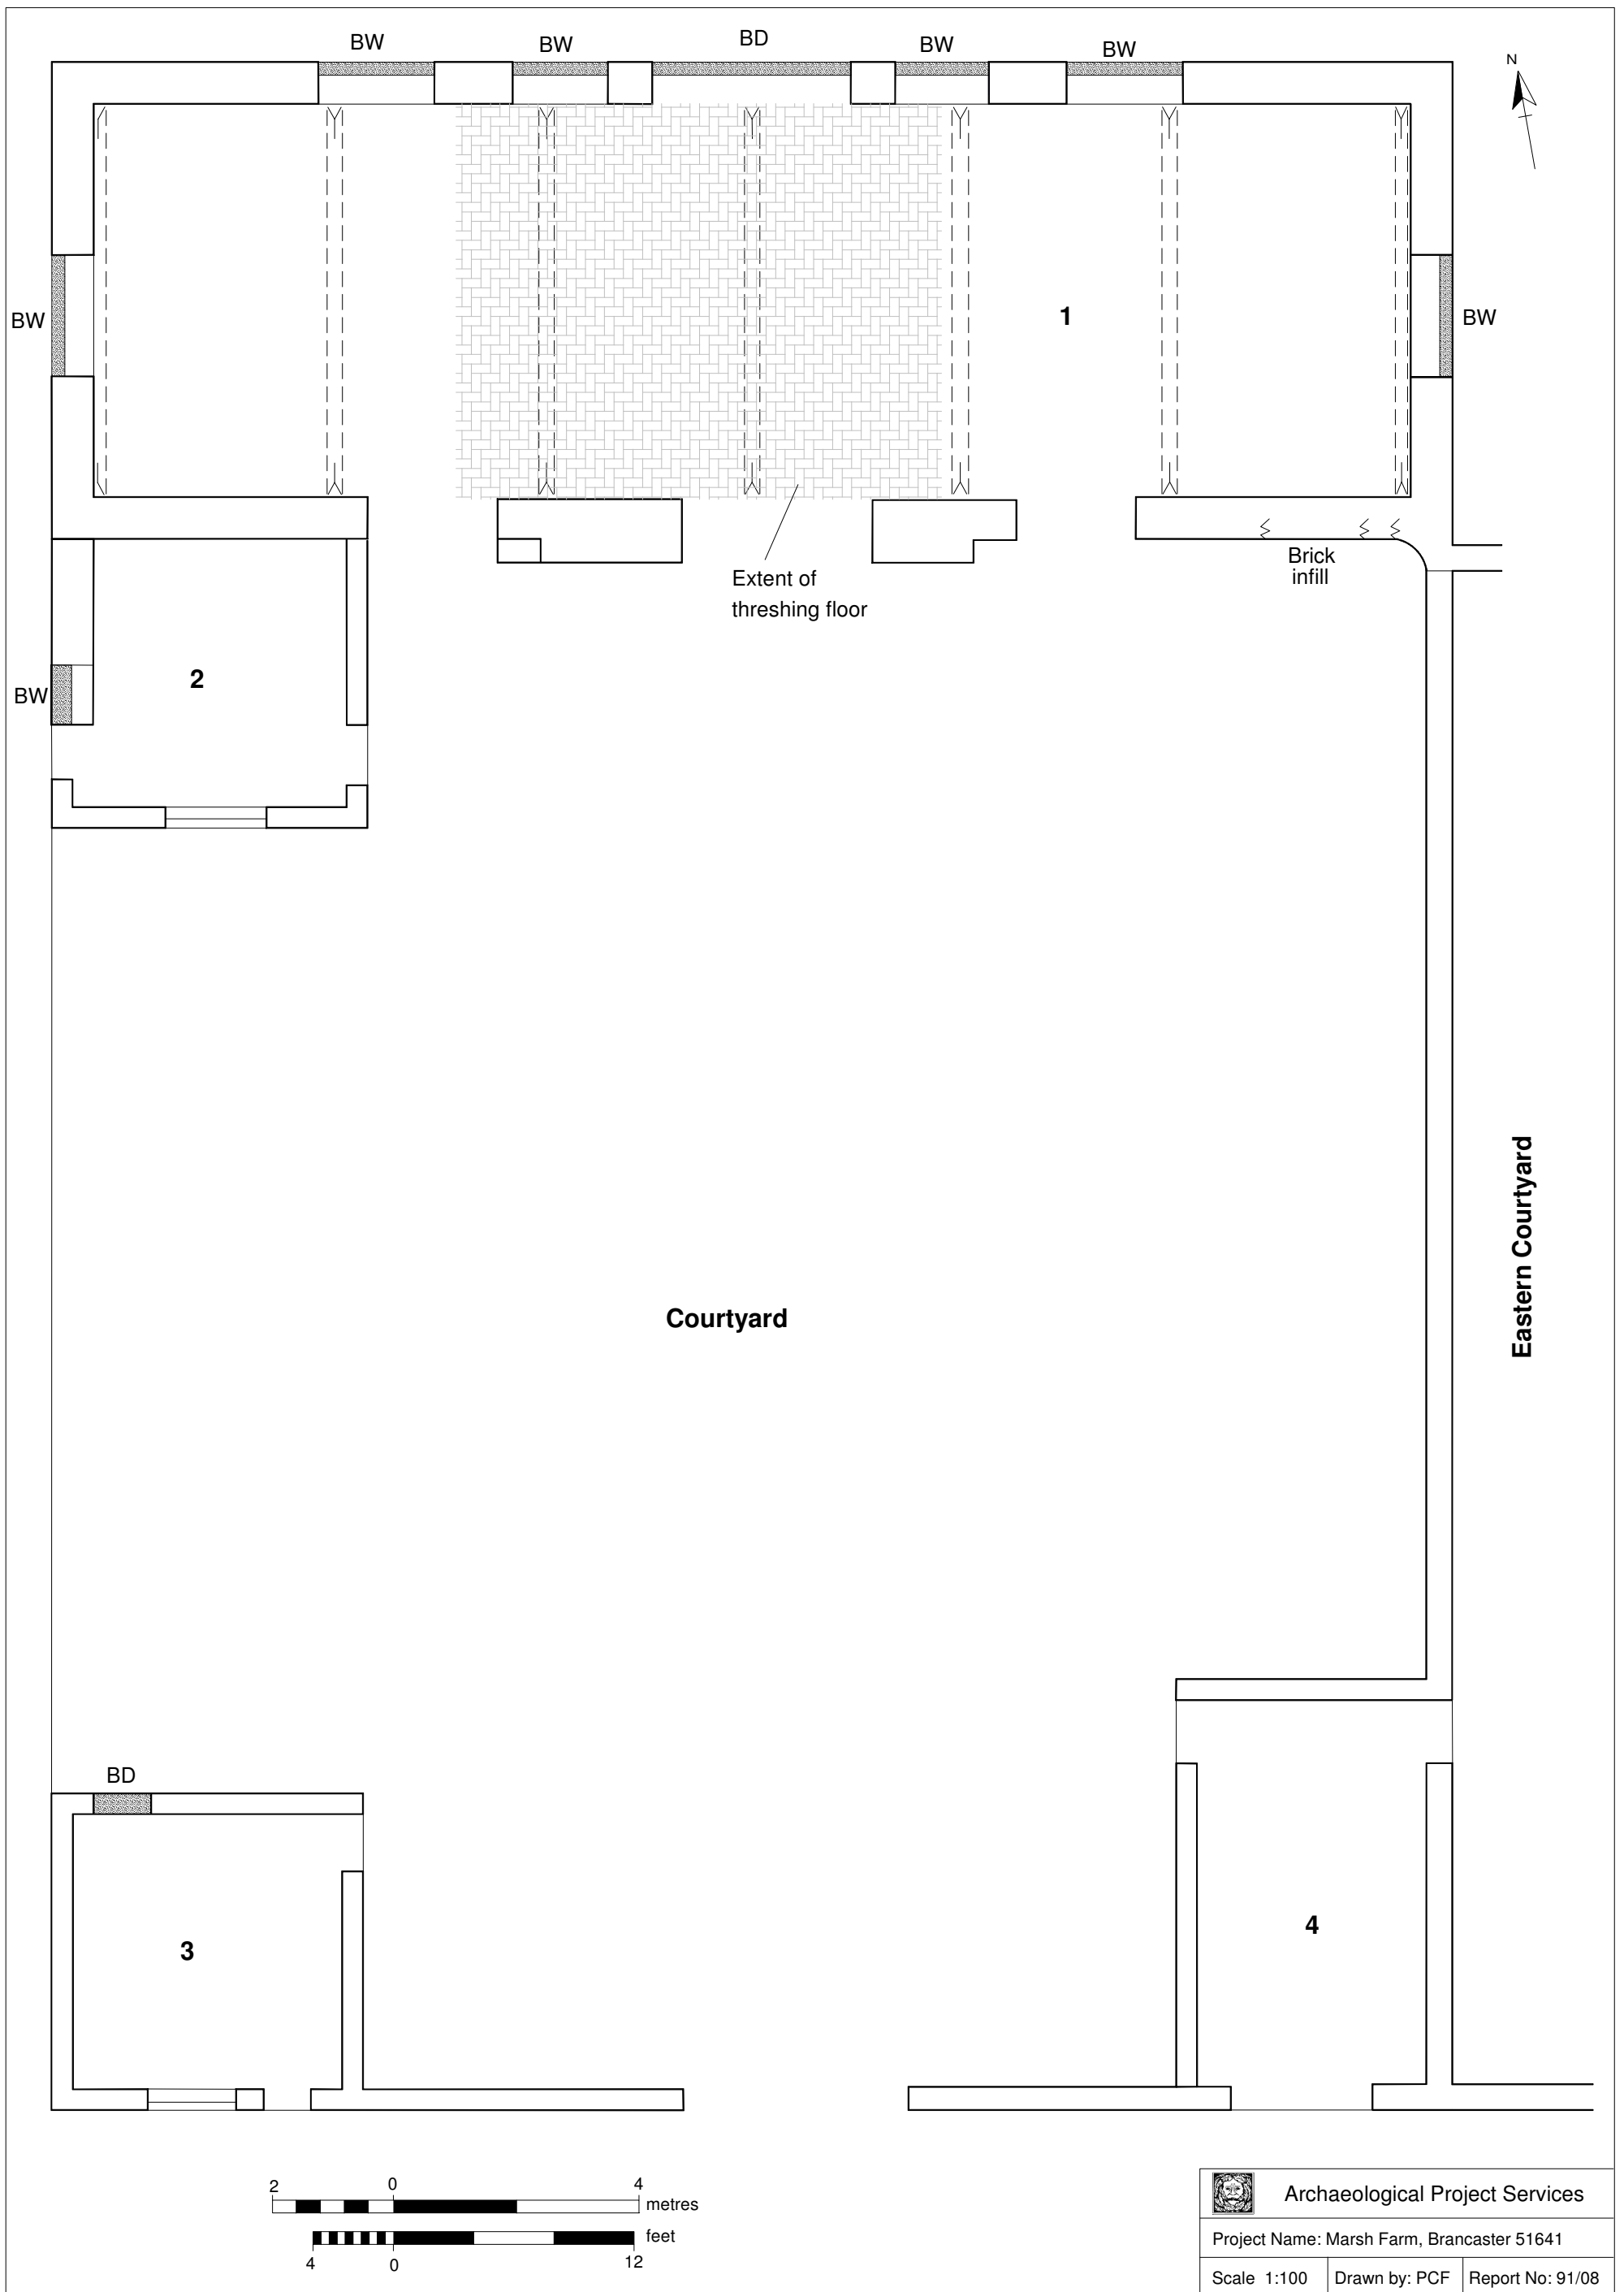 BW
BW
BD
BW
BW
N
BW
1
BW
Brick
infill
Extent of
threshing floor
2
BW
Eastern Courtyard
Courtyard
BD
3
4
2 0 4
metres
feet
4 0 12
Archaeological Project Services
Project Name: Marsh Farm, Brancaster 51641
Scale 1:100 Drawn by: PCF Report No: 91/08